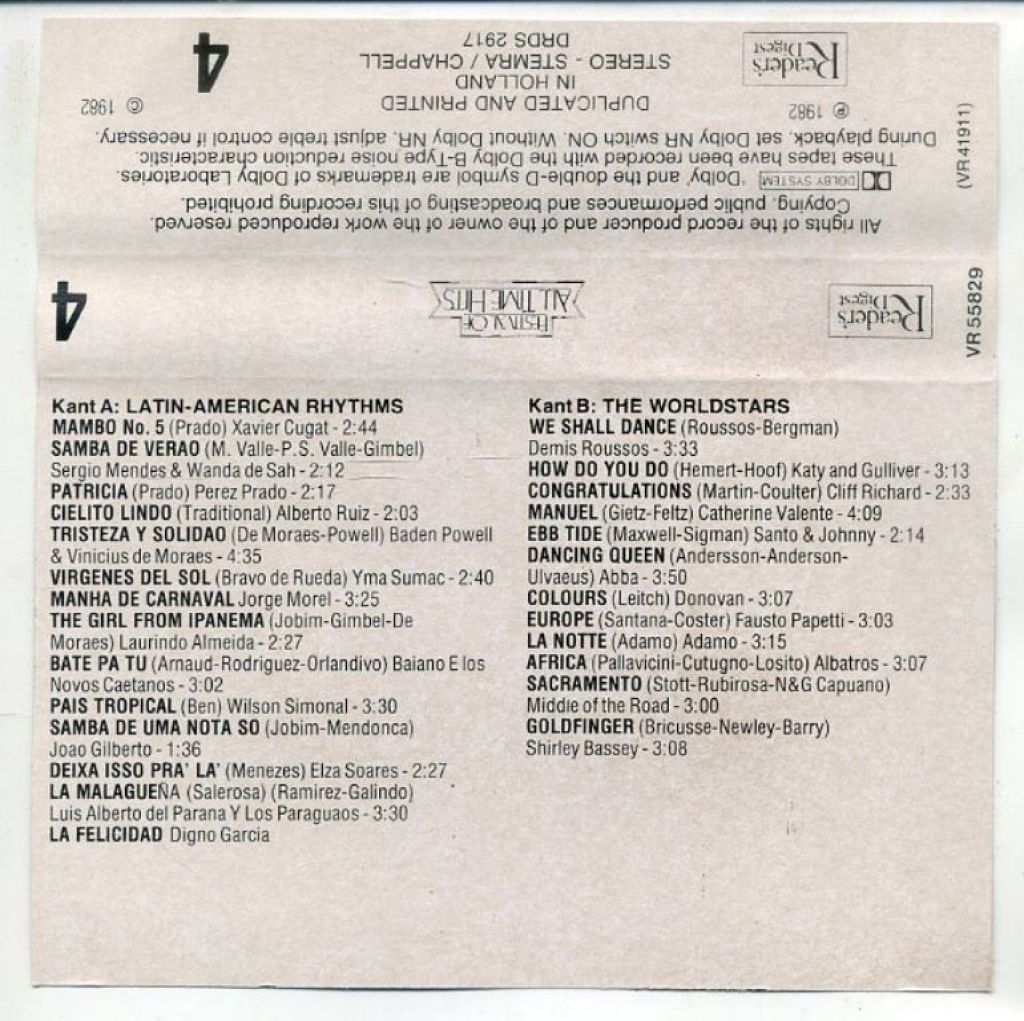 Reader's
Digest
FESTIVAL OF
ALL TIME HITS
4
VR 55829
All rights of the record producer and of the owner of the work reproduced reserved.
Copying, public performances and broadcasting of this recording prohibited.
DOLBY SYSTEM 'Dolby' and the double-D symbol are trademarks of Dolby Laboratories.
These tapes have been recorded with the Dolby B-Type noise reduction characteristic.
During playback, set Dolby NR switch ON. Without 'Dolby NR,' adjust treble control if necessary.
(VR 41911)
℗ 1982
DUPLICATED AND PRINTED
© 1982
IN HOLLAND
STEREO - STEMRA / CHAPPELL
DRDS 2917
Reader's
Digest
4
Kant A: LATIN-AMERICAN RHYTHMS
MAMBO No. 5 (Prado) Xavier Cugat - 2:44
SAMBA DE VERAO (M. Valle-P.S. Valle-Gimbel)
Sergio Mendes & Wanda de Sah - 2:12
PATRICIA (Prado) Perez Prado - 2:17
CIELITO LINDO (Traditional) Alberto Ruiz - 2:03
TRISTEZA Y SOLIDAO (De Moraes-Powell) Baden Powell
& Vinicius de Moraes - 4:35
VIRGENES DEL SOL (Bravo de Rueda) Yma Sumac - 2:40
MANHA DE CARNAVAL Jorge Morel - 3:25
THE GIRL FROM IPANEMA (Jobim-Gimbel-De
Moraes) Laurindo Almeida - 2:27
BATE PA TU (Arnaud-Rodriguez-Orlandivo) Baiano E los
Novos Caetanos - 3:02
PAIS TROPICAL (Ben) Wilson Simonal - 3:30
SAMBA DE UMA NOTA SO (Jobim-Mendonca)
Joao Gilberto - 1:36
DEIXA ISSO PRA' LA' (Menezes) Elza Soares - 2:27
LA MALAGUEÑA (Salerosa) (Ramirez-Galindo)
Luis Alberto del Parana Y Los Paraguaos - 3:30
LA FELICIDAD Digno Garcia
Kant B: THE WORLDSTARS
WE SHALL DANCE (Roussos-Bergman)
Demis Roussos - 3:33
HOW DO YOU DO (Hemert-Hoof) Katy and Gulliver - 3:13
CONGRATULATIONS (Martin-Coulter) Cliff Richard - 2:33
MANUEL (Gietz-Feltz) Catherine Valente - 4:09
EBB TIDE (Maxwell-Sigman) Santo & Johnny - 2:14
DANCING QUEEN (Andersson-Anderson-
Ulvaeus) Abba - 3:50
COLOURS (Leitch) Donovan - 3:07
EUROPE (Santana-Coster) Fausto Papetti - 3:03
LA NOTTE (Adamo) Adamo - 3:15
AFRICA (Pallavicini-Cutugno-Losito) Albatros - 3:07
SACRAMENTO (Stott-Rubirosa-N&G Capuano)
Middle of the Road - 3:00
GOLDFINGER (Bricusse-Newley-Barry)
Shirley Bassey - 3:08